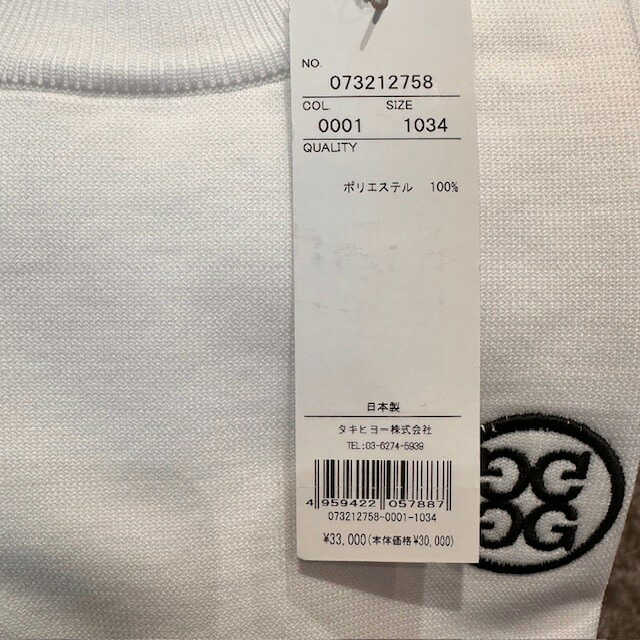 NO.
073212758
COL. SIZE
0001 1034
QUALITY
ポリエステル 100%
日本製
タキヒヨー株式会社
TEL:03-6274-5939
4 959422 057887
073212758-0001-1034
¥33,000(本体価格¥30,000)
GG
GG